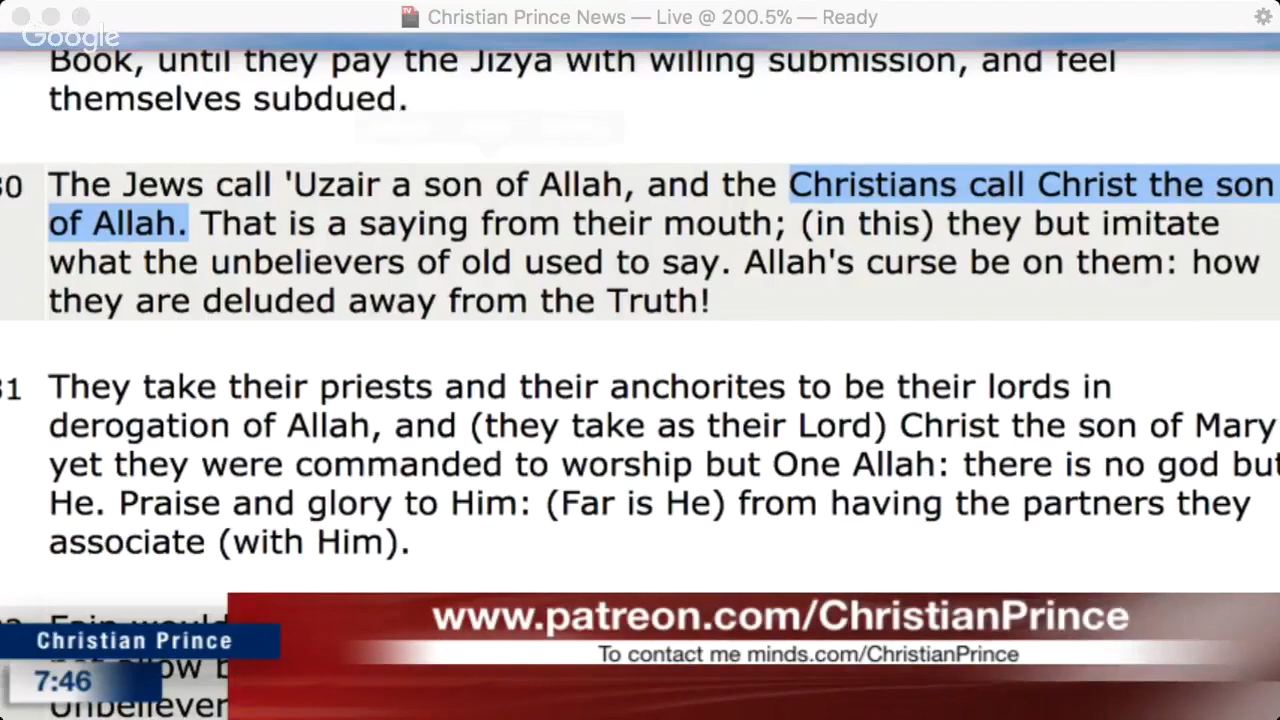 Christian Prince News — Live @ 200.5% — Ready
Google
Book, until they pay the Jizya with willing submission, and feel
themselves subdued.
30 The Jews call 'Uzair a son of Allah, and the Christians call Christ the son
of Allah. That is a saying from their mouth; (in this) they but imitate
what the unbelievers of old used to say. Allah's curse be on them: how
they are deluded away from the Truth!
31 They take their priests and their anchorites to be their lords in
derogation of Allah, and (they take as their Lord) Christ the son of Mary
yet they were commanded to worship but One Allah: there is no god but
He. Praise and glory to Him: (Far is He) from having the partners they
associate (with Him).
Fain would
www.patreon.com/ChristianPrince
Christian Prince
To contact me minds.com/ChristianPrince
7:46
Unbeliever